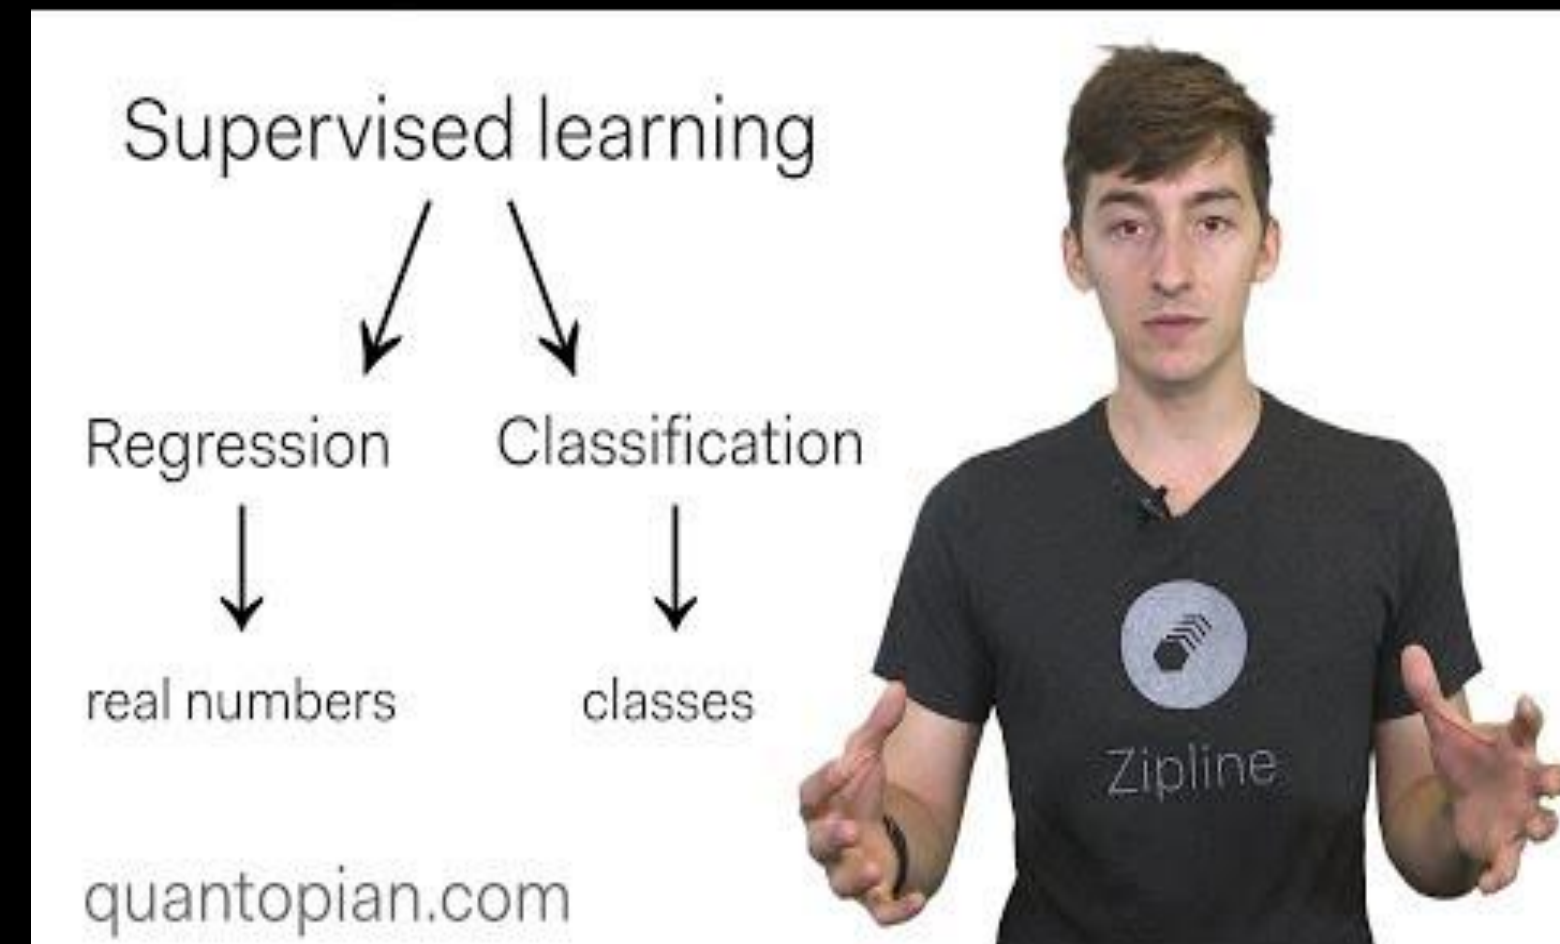 Supervised learning
Regression Classification
real numbers classes
Zipline
quantopian.com